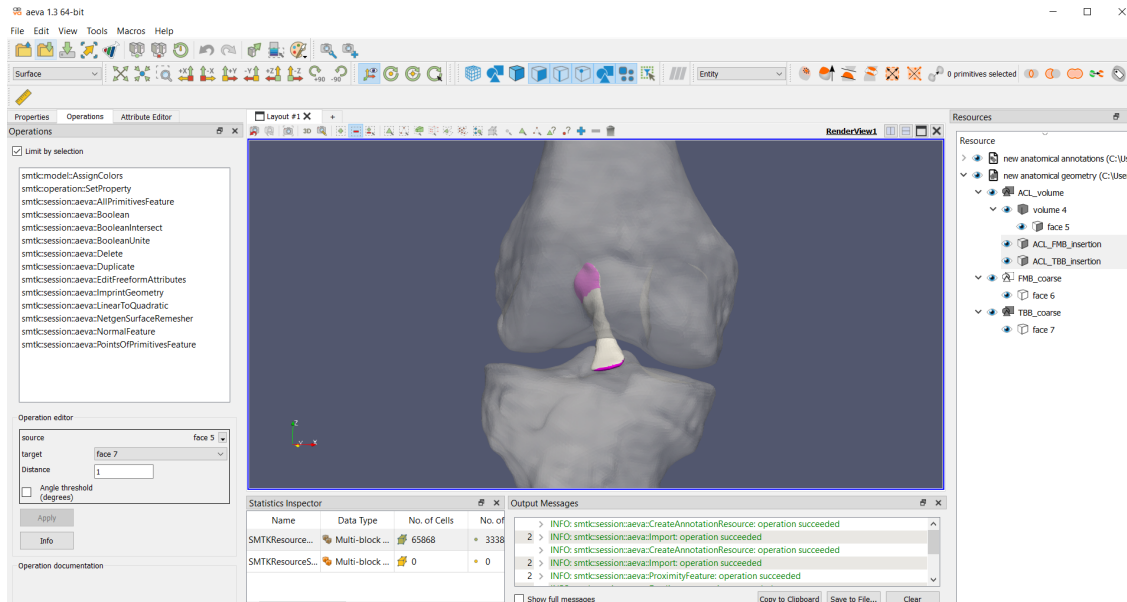 aeva 1.3 64-bit
File Edit View Tools Macros Help
+X -X +Y -Y +Z -Z +90 -90
Surface
Entity
0 primitives selected
Properties Operations Attribute Editor
Layout #1 X +
Operations
3D
RenderView1
Resources
Limit by selection
Resource
new anatomical annotations (C:\Us
smtk::model::AssignColors
new anatomical geometry (C:\User
smtk::operation::SetProperty
ACL_volume
smtk::session::aeva::AllPrimitivesFeature
volume 4
smtk::session::aeva::Boolean
face 5
smtk::session::aeva::BooleanIntersect
ACL_FMB_insertion
smtk::session::aeva::BooleanUnite
ACL_TBB_insertion
smtk::session::aeva::Delete
FMB_coarse
smtk::session::aeva::Duplicate
face 6
smtk::session::aeva::EditFreeformAttributes
TBB_coarse
smtk::session::aeva::ImprintGeometry
face 7
smtk::session::aeva::LinearToQuadratic
smtk::session::aeva::NetgenSurfaceRemesher
smtk::session::aeva::NormalFeature
smtk::session::aeva::PointsOfPrimitivesFeature
Operation editor
source face 5
target face 7
Distance 1
Angle threshold
(degrees)
Apply
Info
Operation documentation
Z
Y X
Statistics Inspector
Name Data Type No. of Cells No. of
SMTKResource... Multi-block ... 65868 3338
SMTKResourceS... Multi-block ... 0 0
Output Messages
> INFO: smtk::session::aeva::CreateAnnotationResource: operation succeeded
2 > INFO: smtk::session::aeva::Import: operation succeeded
> INFO: smtk::session::aeva::CreateAnnotationResource: operation succeeded
2 > INFO: smtk::session::aeva::Import: operation succeeded
2 > INFO: smtk::session::aeva::ProximityFeature: operation succeeded
Show full messages
Copy to Clipboard Save to File... Clear